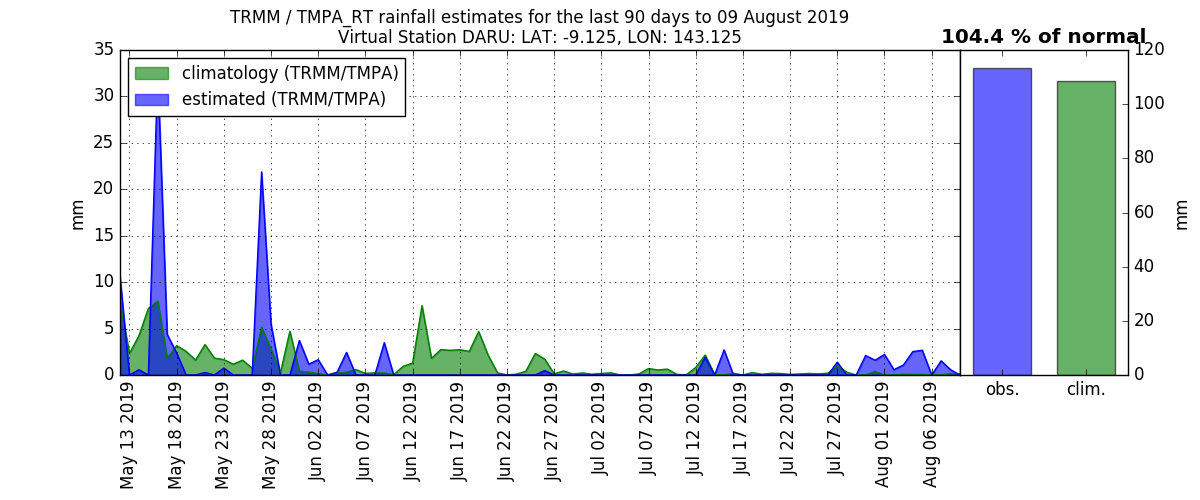 TRMM / TMPA_RT rainfall estimates for the last 90 days to 09 August 2019
Virtual Station DARU: LAT: -9.125, LON: 143.125
104.4 % of normal
climatology (TRMM/TMPA)
estimated (TRMM/TMPA)
35
30
25
20
15
10
5
0
mm
May 13 2019
May 18 2019
May 23 2019
May 28 2019
Jun 02 2019
Jun 07 2019
Jun 12 2019
Jun 17 2019
Jun 22 2019
Jun 27 2019
Jul 02 2019
Jul 07 2019
Jul 12 2019
Jul 17 2019
Jul 22 2019
Jul 27 2019
Aug 01 2019
Aug 06 2019
obs.
clim.
120
100
80
60
40
20
0
mm